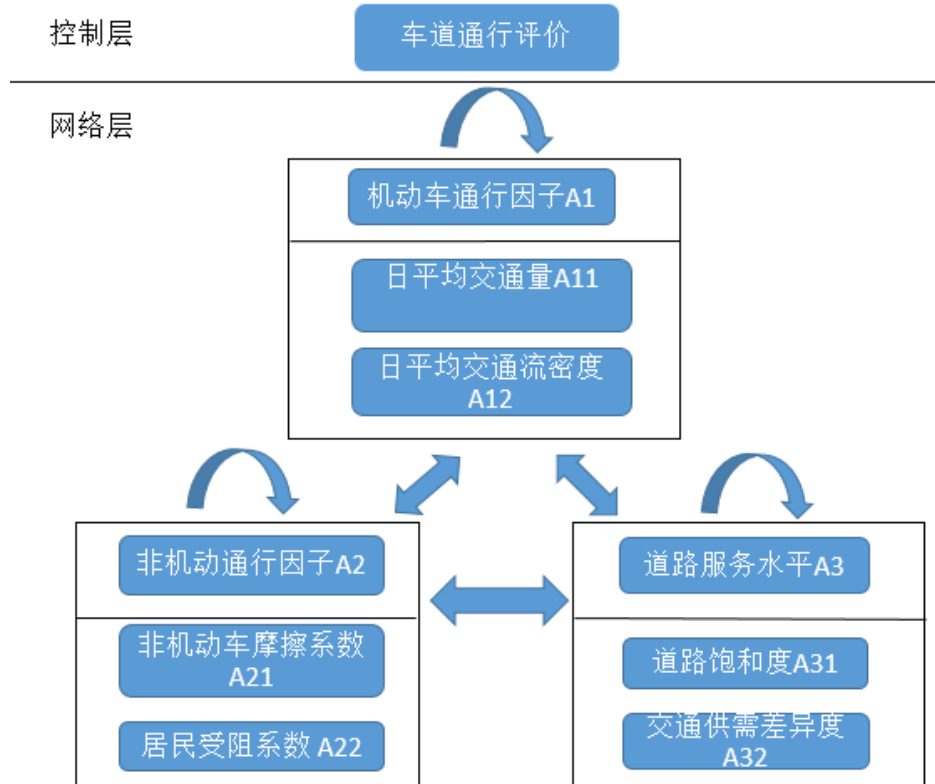 控制层
车道通行评价
网络层
机动车通行因子A1
日平均交通量A11
日平均交通流密度
A12
非机动通行因子A2
非机动车摩擦系数
A21
居民受阻系数 A22
道路服务水平A3
道路饱和度A31
交通供需差异度
A32